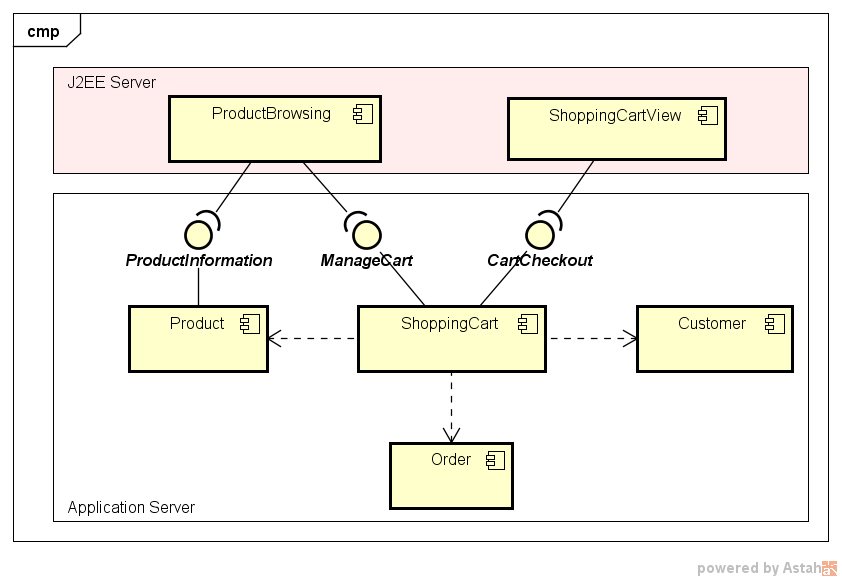 cmp
J2EE Server
ProductBrowsing
ShoppingCartView
ProductInformation
ManageCart
CartCheckout
Product
ShoppingCart
Customer
Order
Application Server
powered by Astah